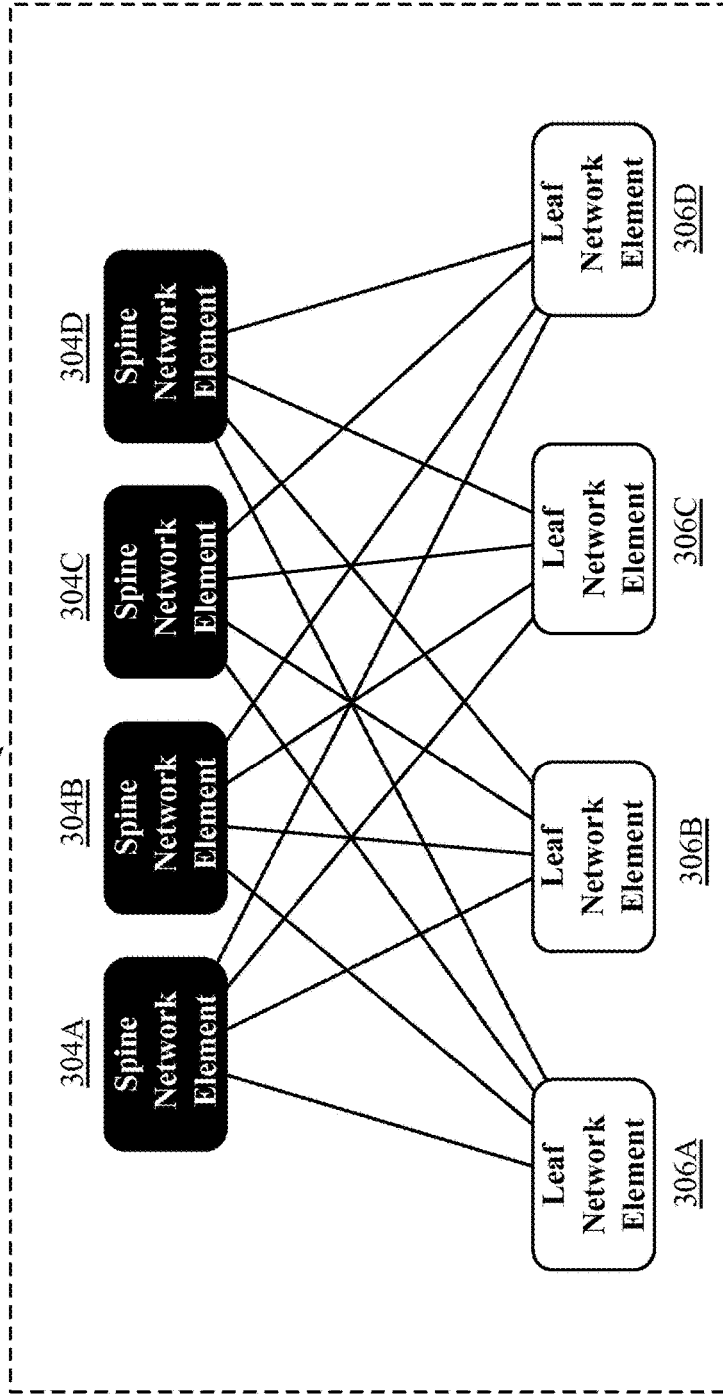 304A
304B
304C
304D
Spine
Network
Element
Spine
Network
Element
Spine
Network
Element
Spine
Network
Element
Leaf
Network
Element
Leaf
Network
Element
Leaf
Network
Element
Leaf
Network
Element
306A
306B
306C
306D